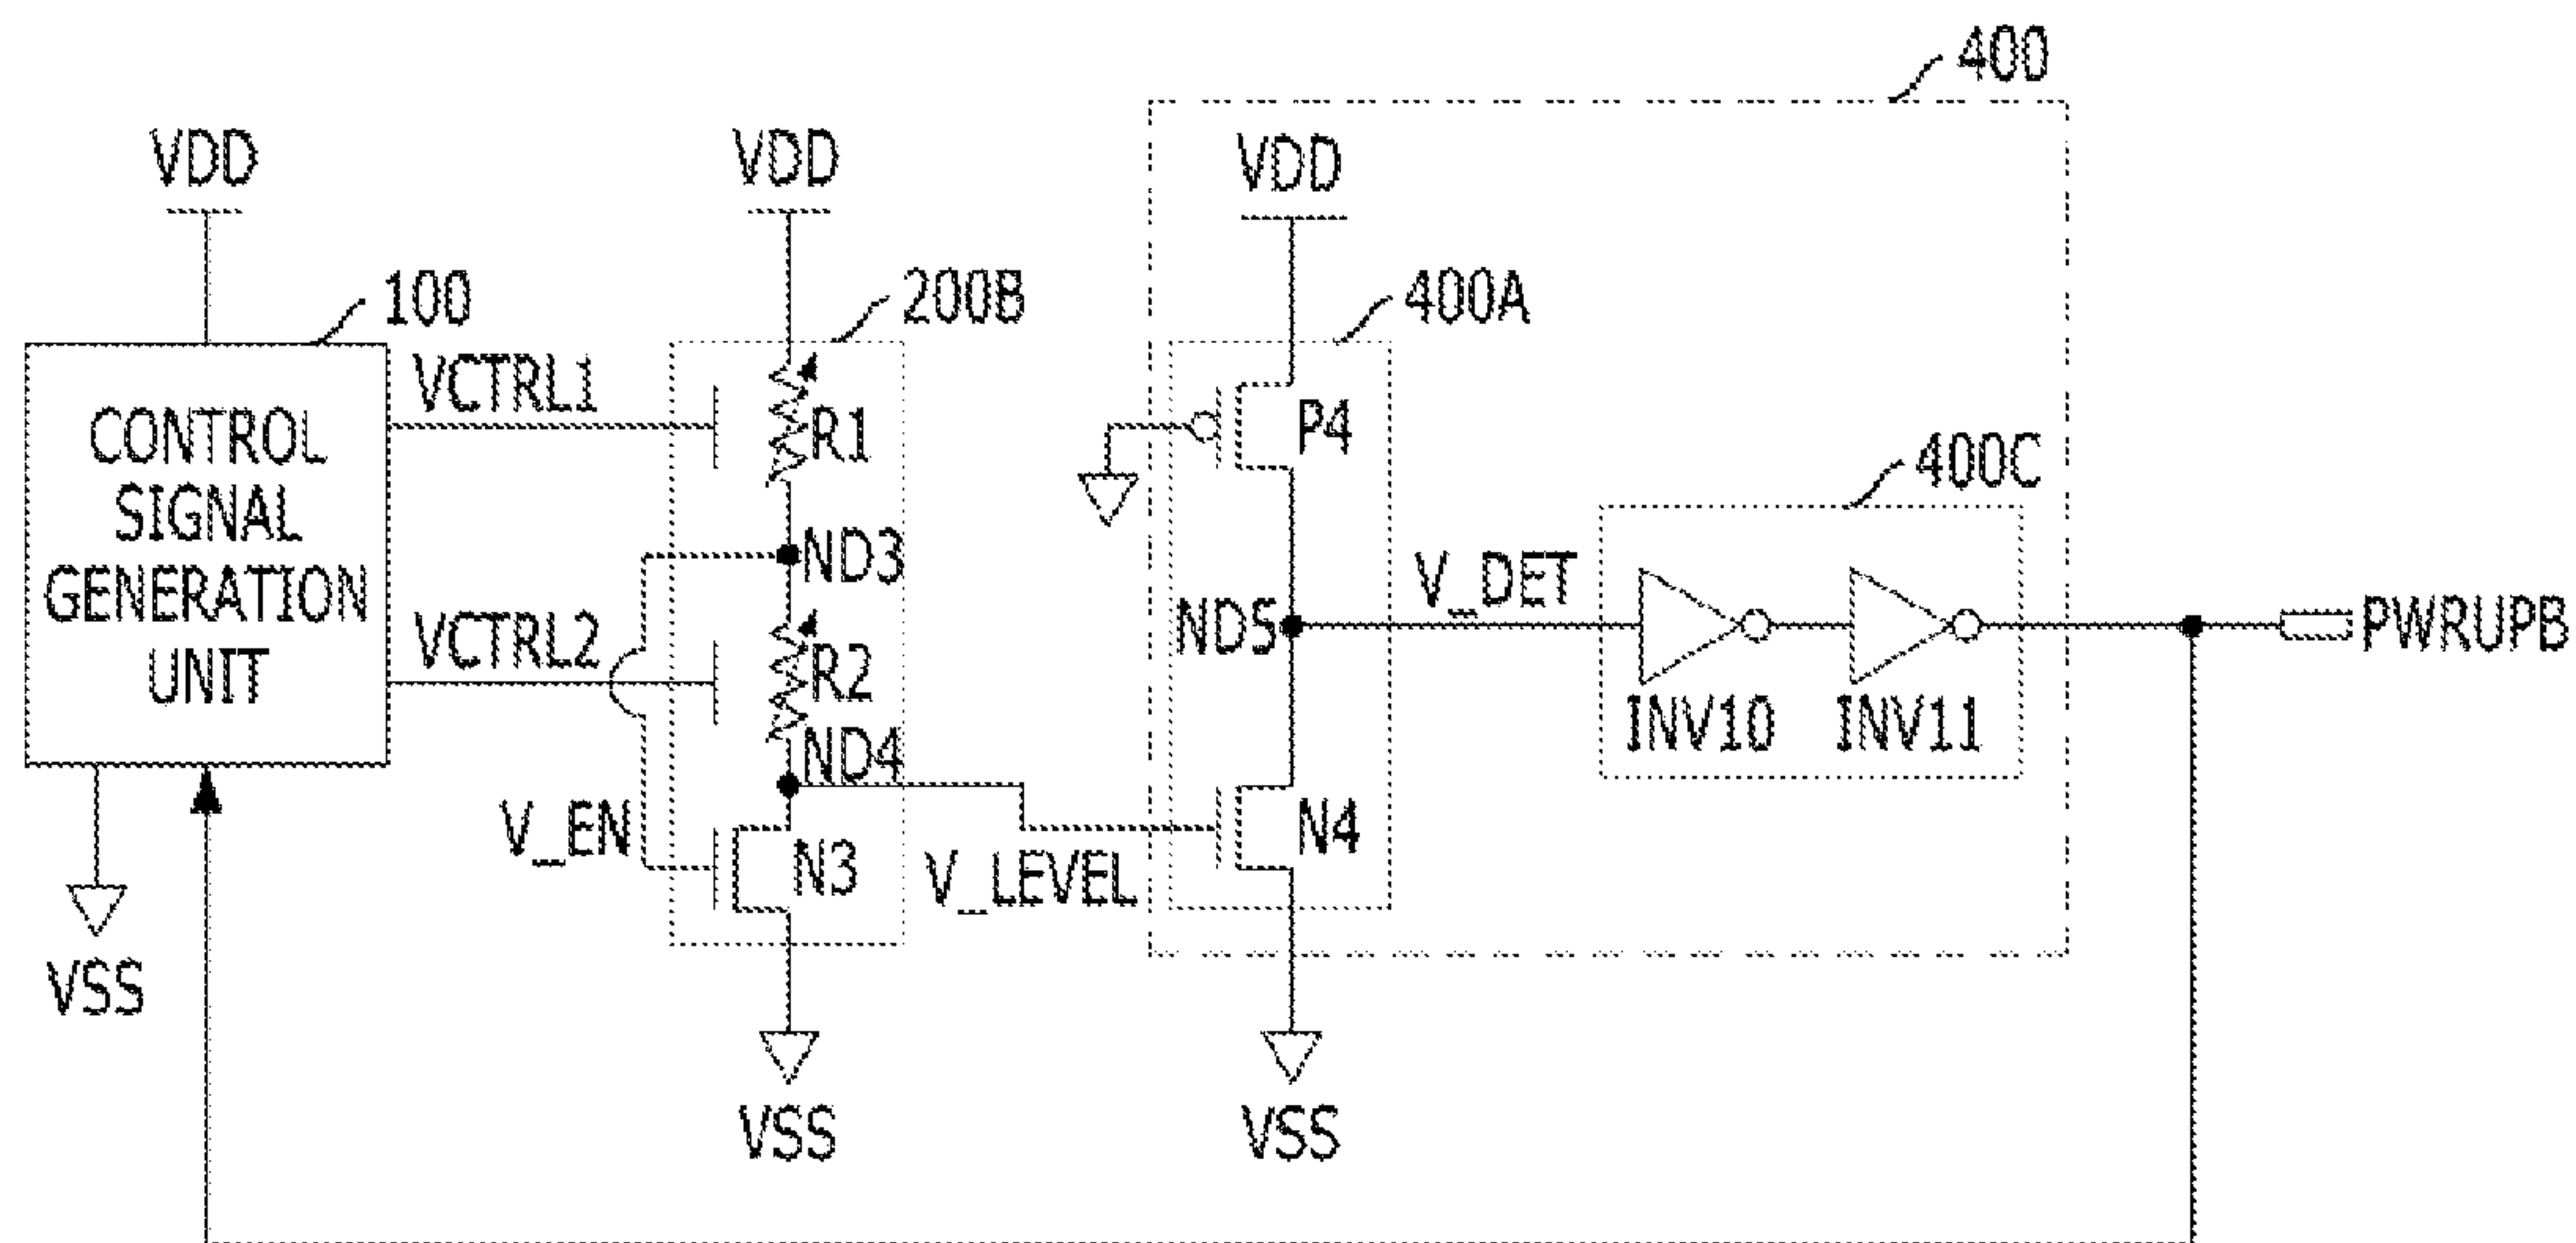 400
VDD
VDD
VDD
100
200B
400A
VCTRL1
CONTROL
SIGNAL
GENERATION
UNIT
R1
P4
400C
ND3
V_DET
VCTRL2
R2
ND5
PWRUPB
ND4
INV10
INV11
V_EN
N3
V_LEVEL
N4
VSS
VSS
VSS